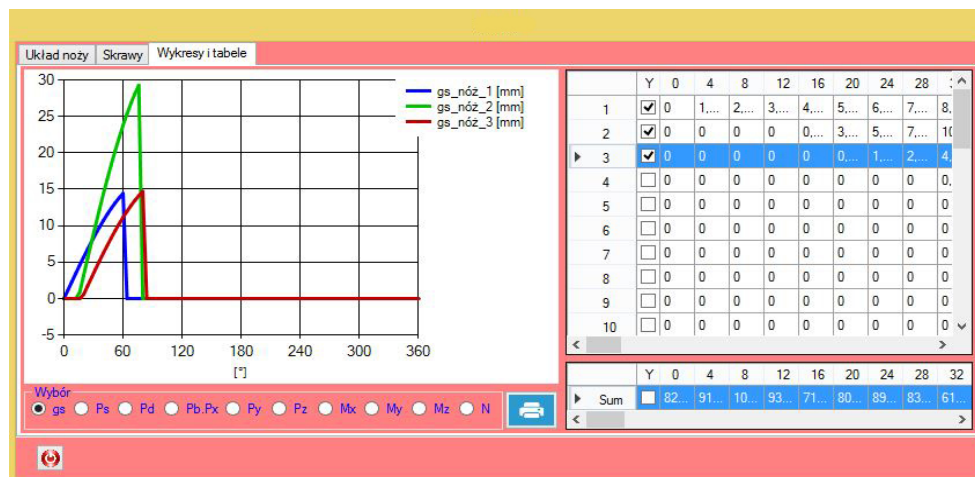 Układ noży Skrawy Wykresy i tabele
30
25
20
15
10
5
0
-5
0 60 120 180 240 300 360
[°]
gs_nóż_1 [mm]
gs_nóż_2 [mm]
gs_nóż_3 [mm]
Wybór
gs Ps Pd Pb.Px Py Pz Mx My Mz N
Y 0 4 8 12 16 20 24 28
1 0 1,... 2,... 3,... 4,... 5,... 6,... 7,... 8,
2 0 0 0 0 0,... 3,... 5,... 7,... 10
3 0 0 0 0 0 0,... 1,... 2,... 4,
4 0 0 0 0 0 0 0 0 0,
5 0 0 0 0 0 0 0 0 0
6 0 0 0 0 0 0 0 0 0
7 0 0 0 0 0 0 0 0 0
8 0 0 0 0 0 0 0 0 0
9 0 0 0 0 0 0 0 0 0
10 0 0 0 0 0 0 0 0 0
Y 0 4 8 12 16 20 24 28 32
Sum 82... 91... 10... 93... 71... 80... 89... 83... 61...